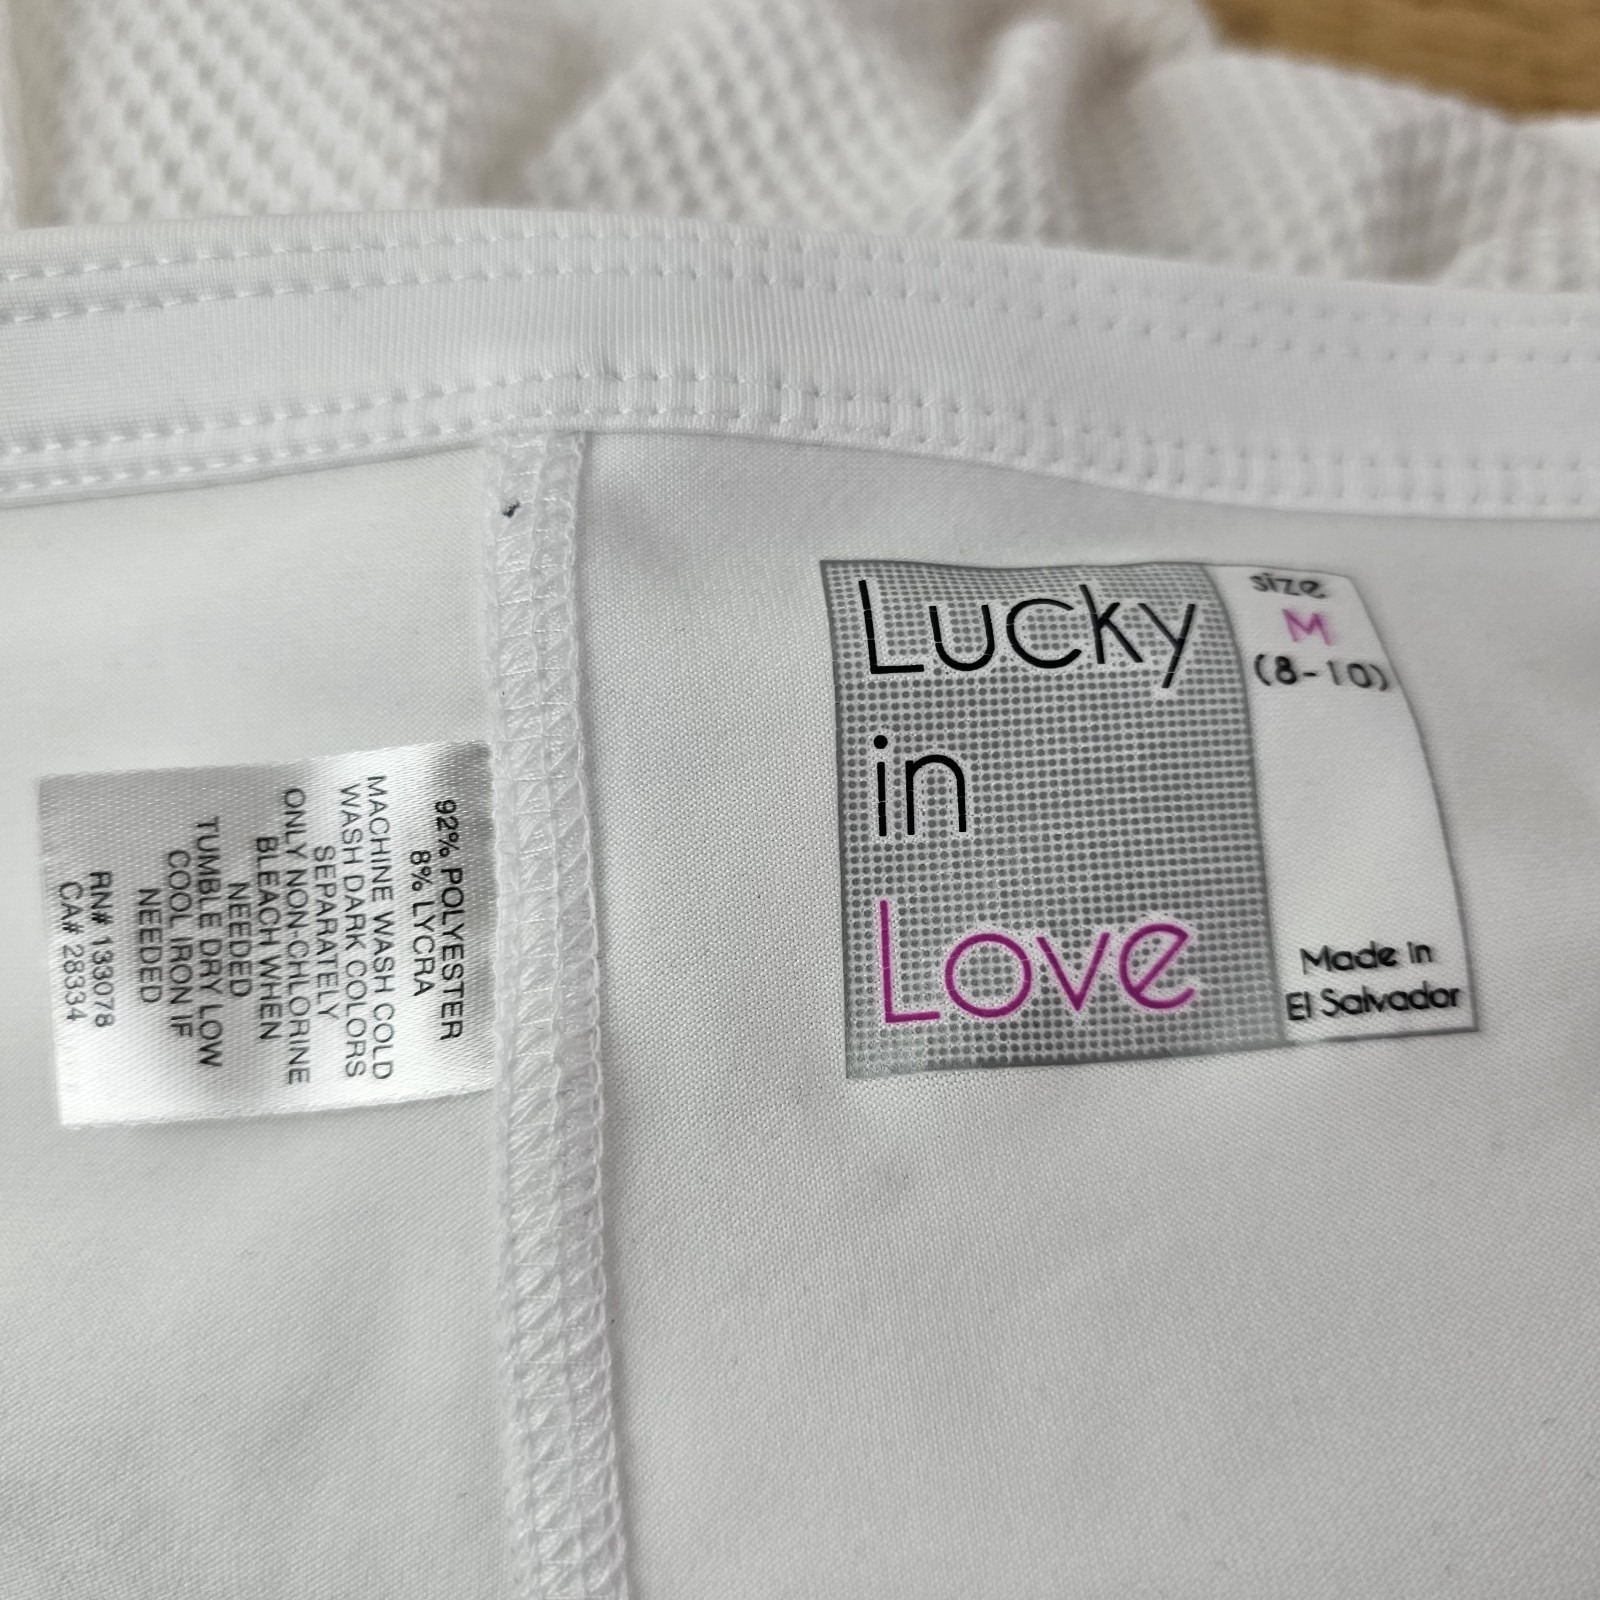 Lucky
in
Love
size
M
(8-10)
Made in
El Salvador
92% POLYESTER
8% LYCRA
MACHINE WASH COLD
WASH DARK COLORS
SEPARATELY
ONLY NON-CHLORINE
BLEACH WHEN
NEEDED
TUMBLE DRY LOW
COOL IRON IF
NEEDED
RN# 133078
CA# 28334